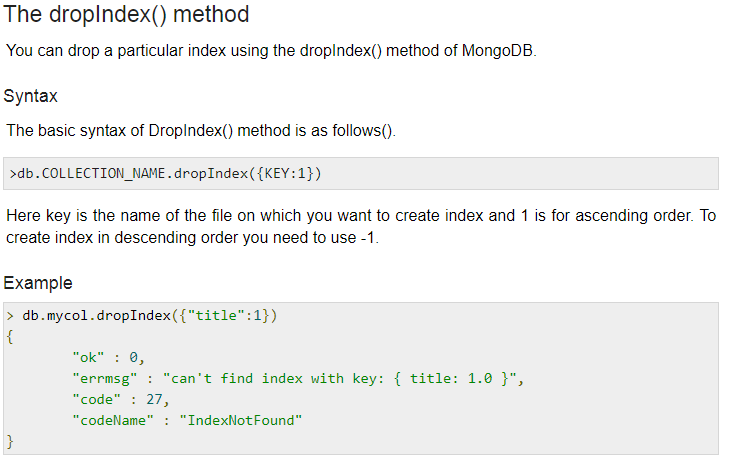 The dropIndex() method
You can drop a particular index using the dropIndex() method of MongoDB.
Syntax
The basic syntax of DropIndex() method is as follows().
>db.COLLECTION_NAME.dropIndex({KEY:1})
Here key is the name of the file on which you want to create index and 1 is for ascending order. To
create index in descending order you need to use -1.
Example
> db.mycol.dropIndex({"title":1})
{
"ok" : 0,
"errmsg" : "can't find index with key: { title: 1.0 }",
"code" : 27,
"codeName" : "IndexNotFound"
}